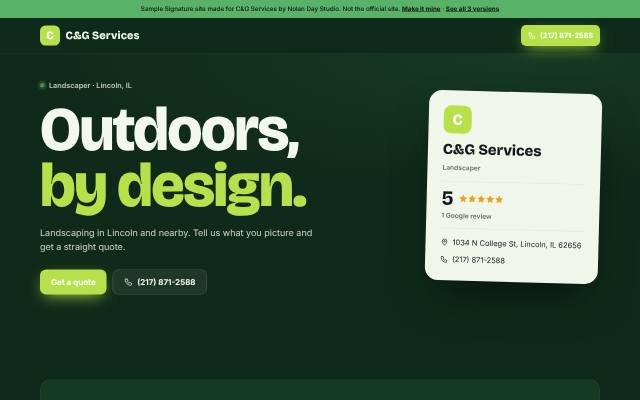 Sample Signature site made for C&G Services by Nolan Day Studio. Not the official site. Make it mine · See all 3 versions
C C&G Services
(217) 871-2588
Landscaper · Lincoln, IL
Outdoors,
by design.
Landscaping in Lincoln and nearby. Tell us what you picture and
get a straight quote.
Get a quote
(217) 871-2588
C
C&G Services
Landscaper
5
1 Google review
1034 N College St, Lincoln, IL 62656
(217) 871-2588